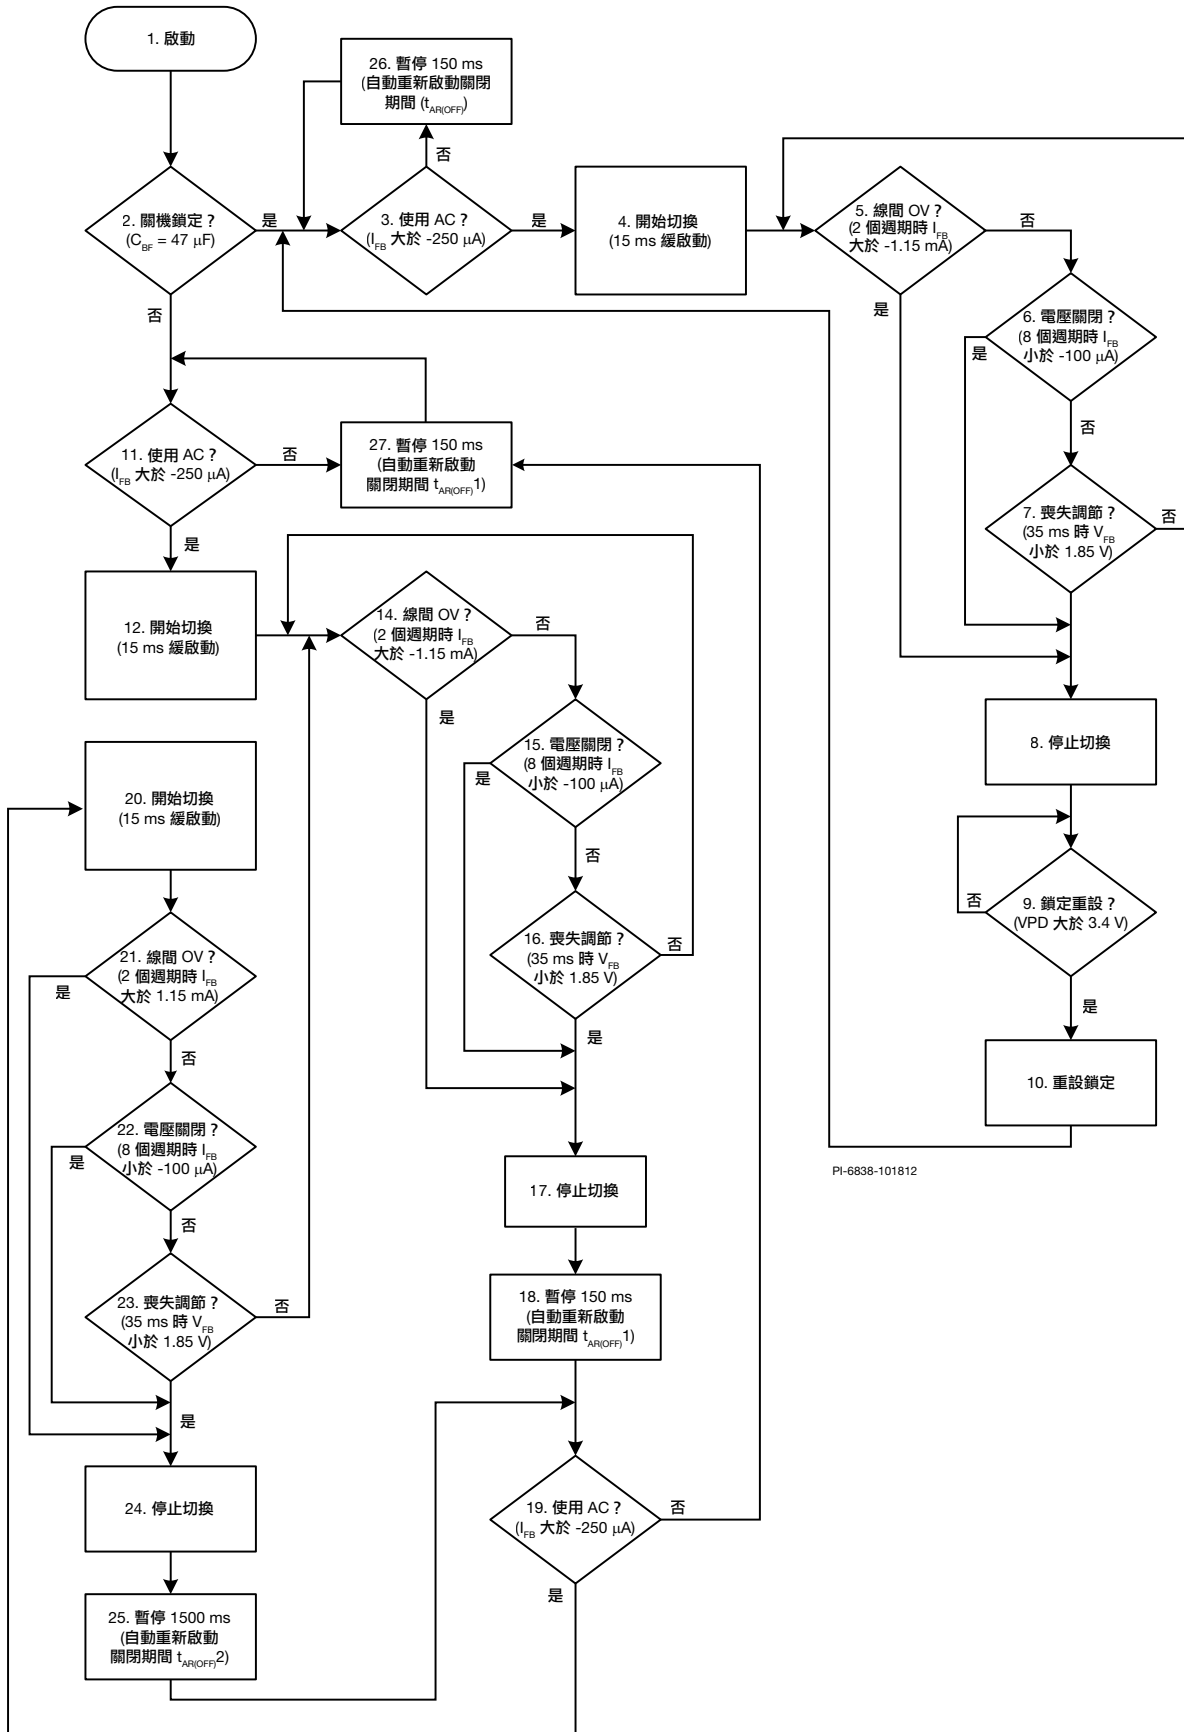 1. 啟動
26. 暫停 150 ms
(自動重新啟動關閉
期間 (tAR(OFF))
否
2. 關機鎖定？
(CBF = 47 μF)
是
3. 使用 AC？
(IFB 大於 -250 μA)
是
4. 開始切換
(15 ms 緩啟動)
5. 線間 OV？
(2 個週期時 IFB
大於 -1.15 mA)
否
是
否
6. 電壓關閉？
(8 個週期時 IFB
小於 -100 μA)
是
否
11. 使用 AC？
(IFB 大於 -250 μA)
否
27. 暫停 150 ms
(自動重新啟動
關閉期間 tAR(OFF)1)
7. 喪失調節？
(35 ms 時 VFB
小於 1.85 V)
否
是
是
12. 開始切換
(15 ms 緩啟動)
14. 線間 OV？
(2 個週期時 IFB
大於 -1.15 mA)
否
是
15. 電壓關閉？
(8 個週期時 IFB
小於 -100 μA)
是
否
8. 停止切換
20. 開始切換
(15 ms 緩啟動)
9. 鎖定重設？
(VPD 大於 3.4 V)
否
是
16. 喪失調節？
(35 ms 時 VFB
小於 1.85 V)
否
是
21. 線間 OV？
(2 個週期時 IFB
大於 1.15 mA)
是
否
10. 重設鎖定
22. 電壓關閉？
(8 個週期時 IFB
小於 -100 μA)
是
否
PI-6838-101812
17. 停止切換
23. 喪失調節？
(35 ms 時 VFB
小於 1.85 V)
否
是
18. 暫停 150 ms
(自動重新啟動
關閉期間 tAR(OFF)1)
24. 停止切換
19. 使用 AC？
(IFB 大於 -250 μA)
否
是
25. 暫停 1500 ms
(自動重新啟動
關閉期間 tAR(OFF)2)